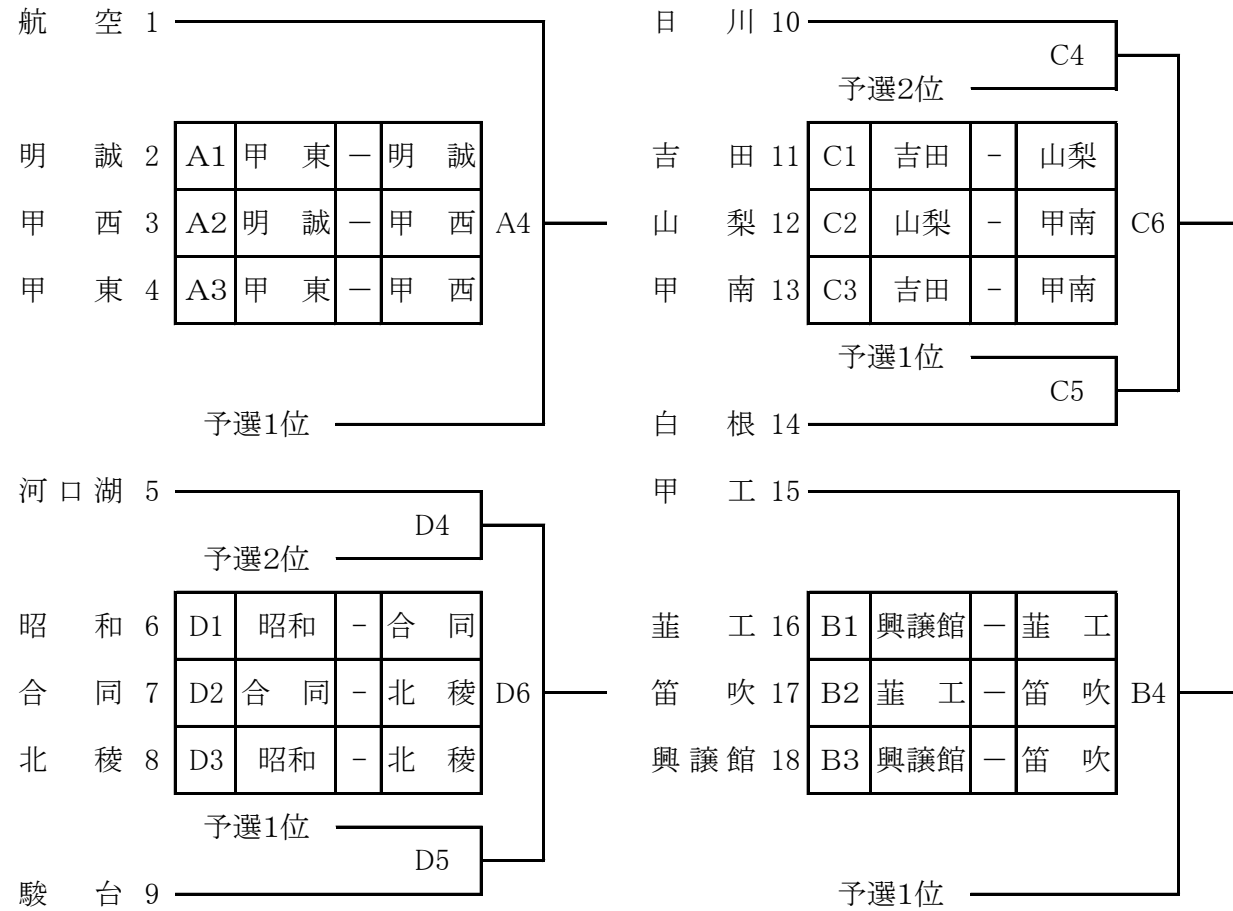 航 空 1
明 誠 2 A1 甲 東 － 明 誠
甲 西 3 A2 明 誠 － 甲 西 A4
甲 東 4 A3 甲 東 － 甲 西
予選1位
河口湖 5
D4
予選2位
昭 和 6 D1 昭和 - 合 同
合 同 7 D2 合 同 - 北 稜 D6
北 稜 8 D3 昭和 - 北 稜
予選1位
D5
駿 台 9
日 川 10
C4
予選2位
吉 田 11 C1 吉田 - 山梨
山 梨 12 C2 山梨 - 甲南 C6
甲 南 13 C3 吉田 - 甲南
予選1位
C5
白 根 14
甲 工 15
韮 工 16 B1 興譲館 － 韮 工
笛 吹 17 B2 韮 工 － 笛 吹 B4
興譲館 18 B3 興譲館 － 笛 吹
予選1位